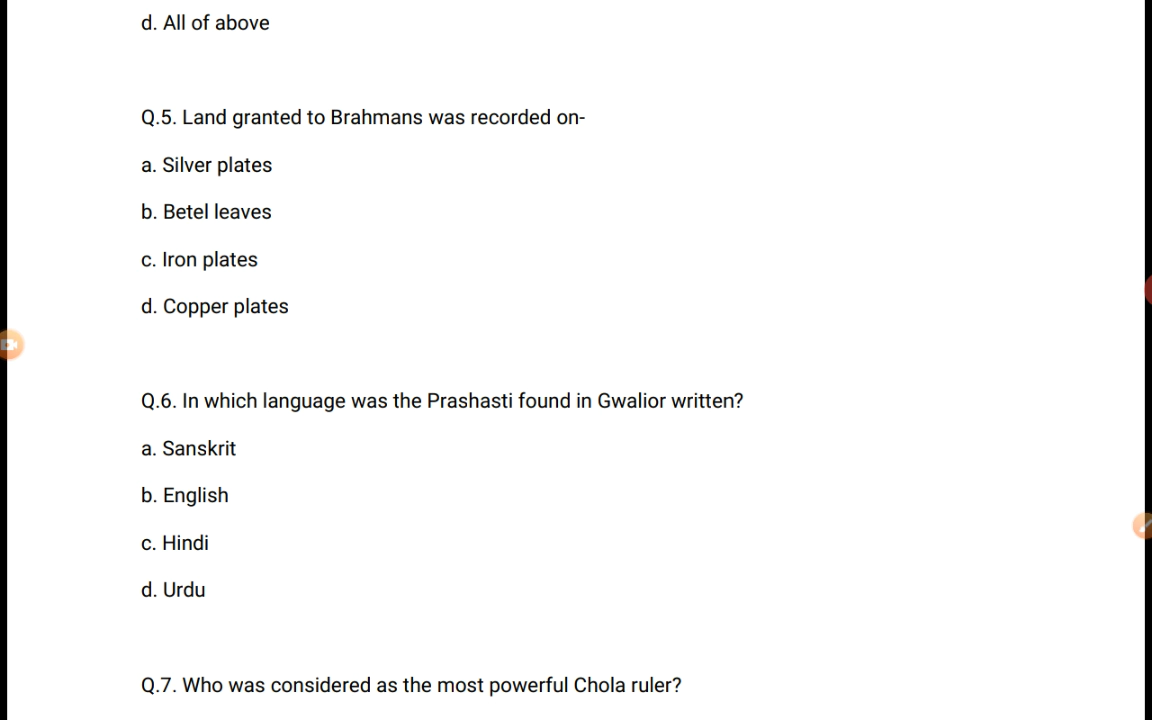 d. All of above
Q.5. Land granted to Brahmans was recorded on-
a. Silver plates
b. Betel leaves
c. Iron plates
d. Copper plates
Q.6. In which language was the Prashasti found in Gwalior written?
a. Sanskrit
b. English
c. Hindi
d. Urdu
Q.7. Who was considered as the most powerful Chola ruler?